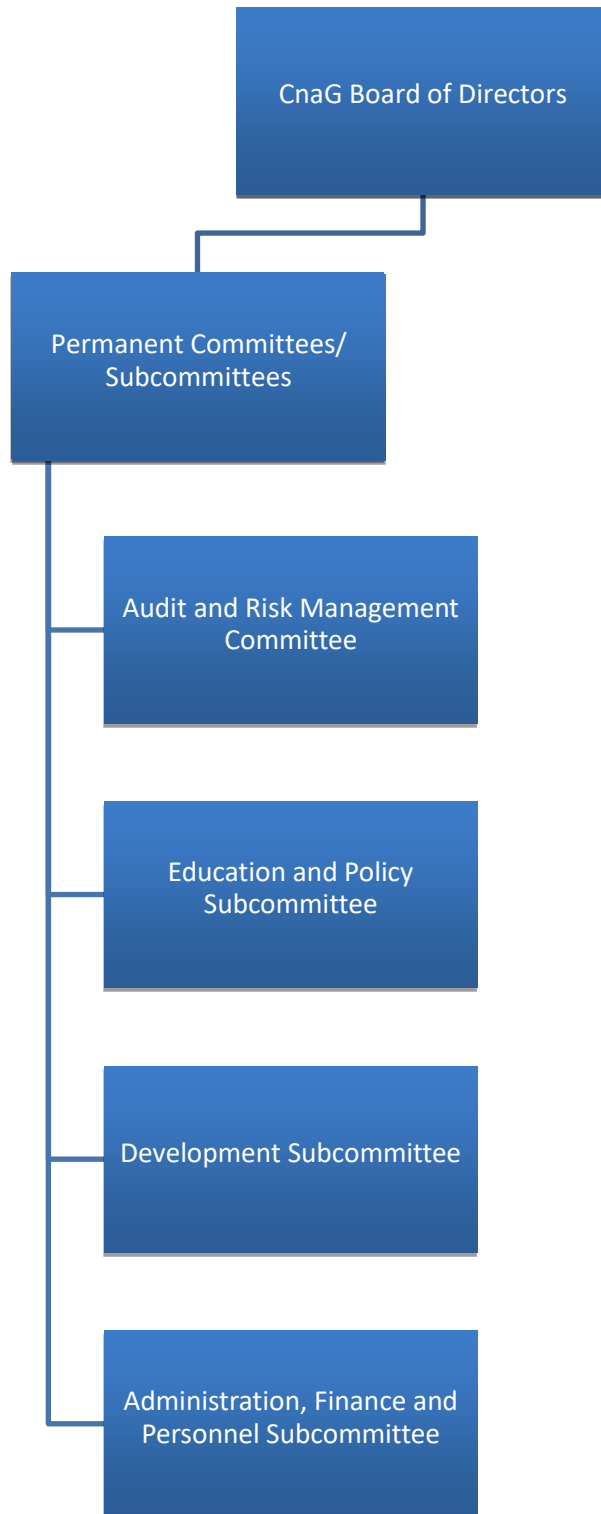 CnaG Board of Directors
Permanent Committees/
Subcommittees
Audit and Risk Management
Committee
Education and Policy
Subcommittee
Development Subcommittee
Administration, Finance and
Personnel Subcommittee